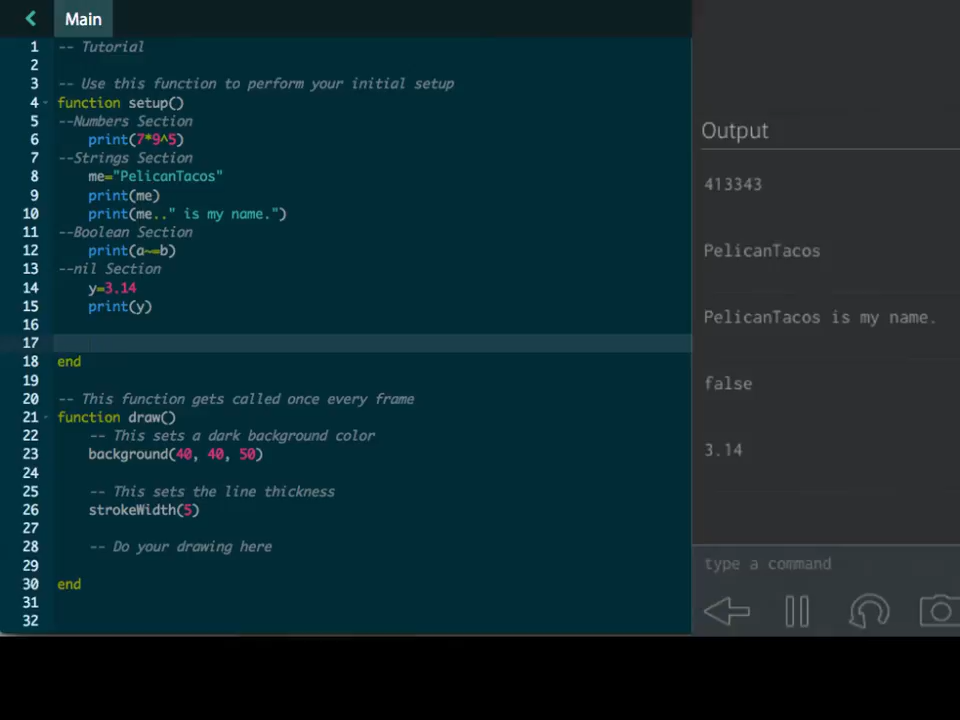 Main
1 -- Tutorial
2
3 -- Use this function to perform your initial setup
4 function setup()
5 --Numbers Section
6 print(7*9^5)
7 --Strings Section
8 me="PelicanTacos"
9 print(me)
10 print(me.." is my name.")
11 --Boolean Section
12 print(a~=b)
13 --nil Section
14 y=3.14
15 print(y)
16
17
18 end
19
20 -- This function gets called once every frame
21 function draw()
22 -- This sets a dark background color
23 background(40, 40, 50)
24
25 -- This sets the line thickness
26 strokeWidth(5)
27
28 -- Do your drawing here
29
30 end
31
32
Output
413343
PelicanTacos
PelicanTacos is my name.
false
3.14
type a command